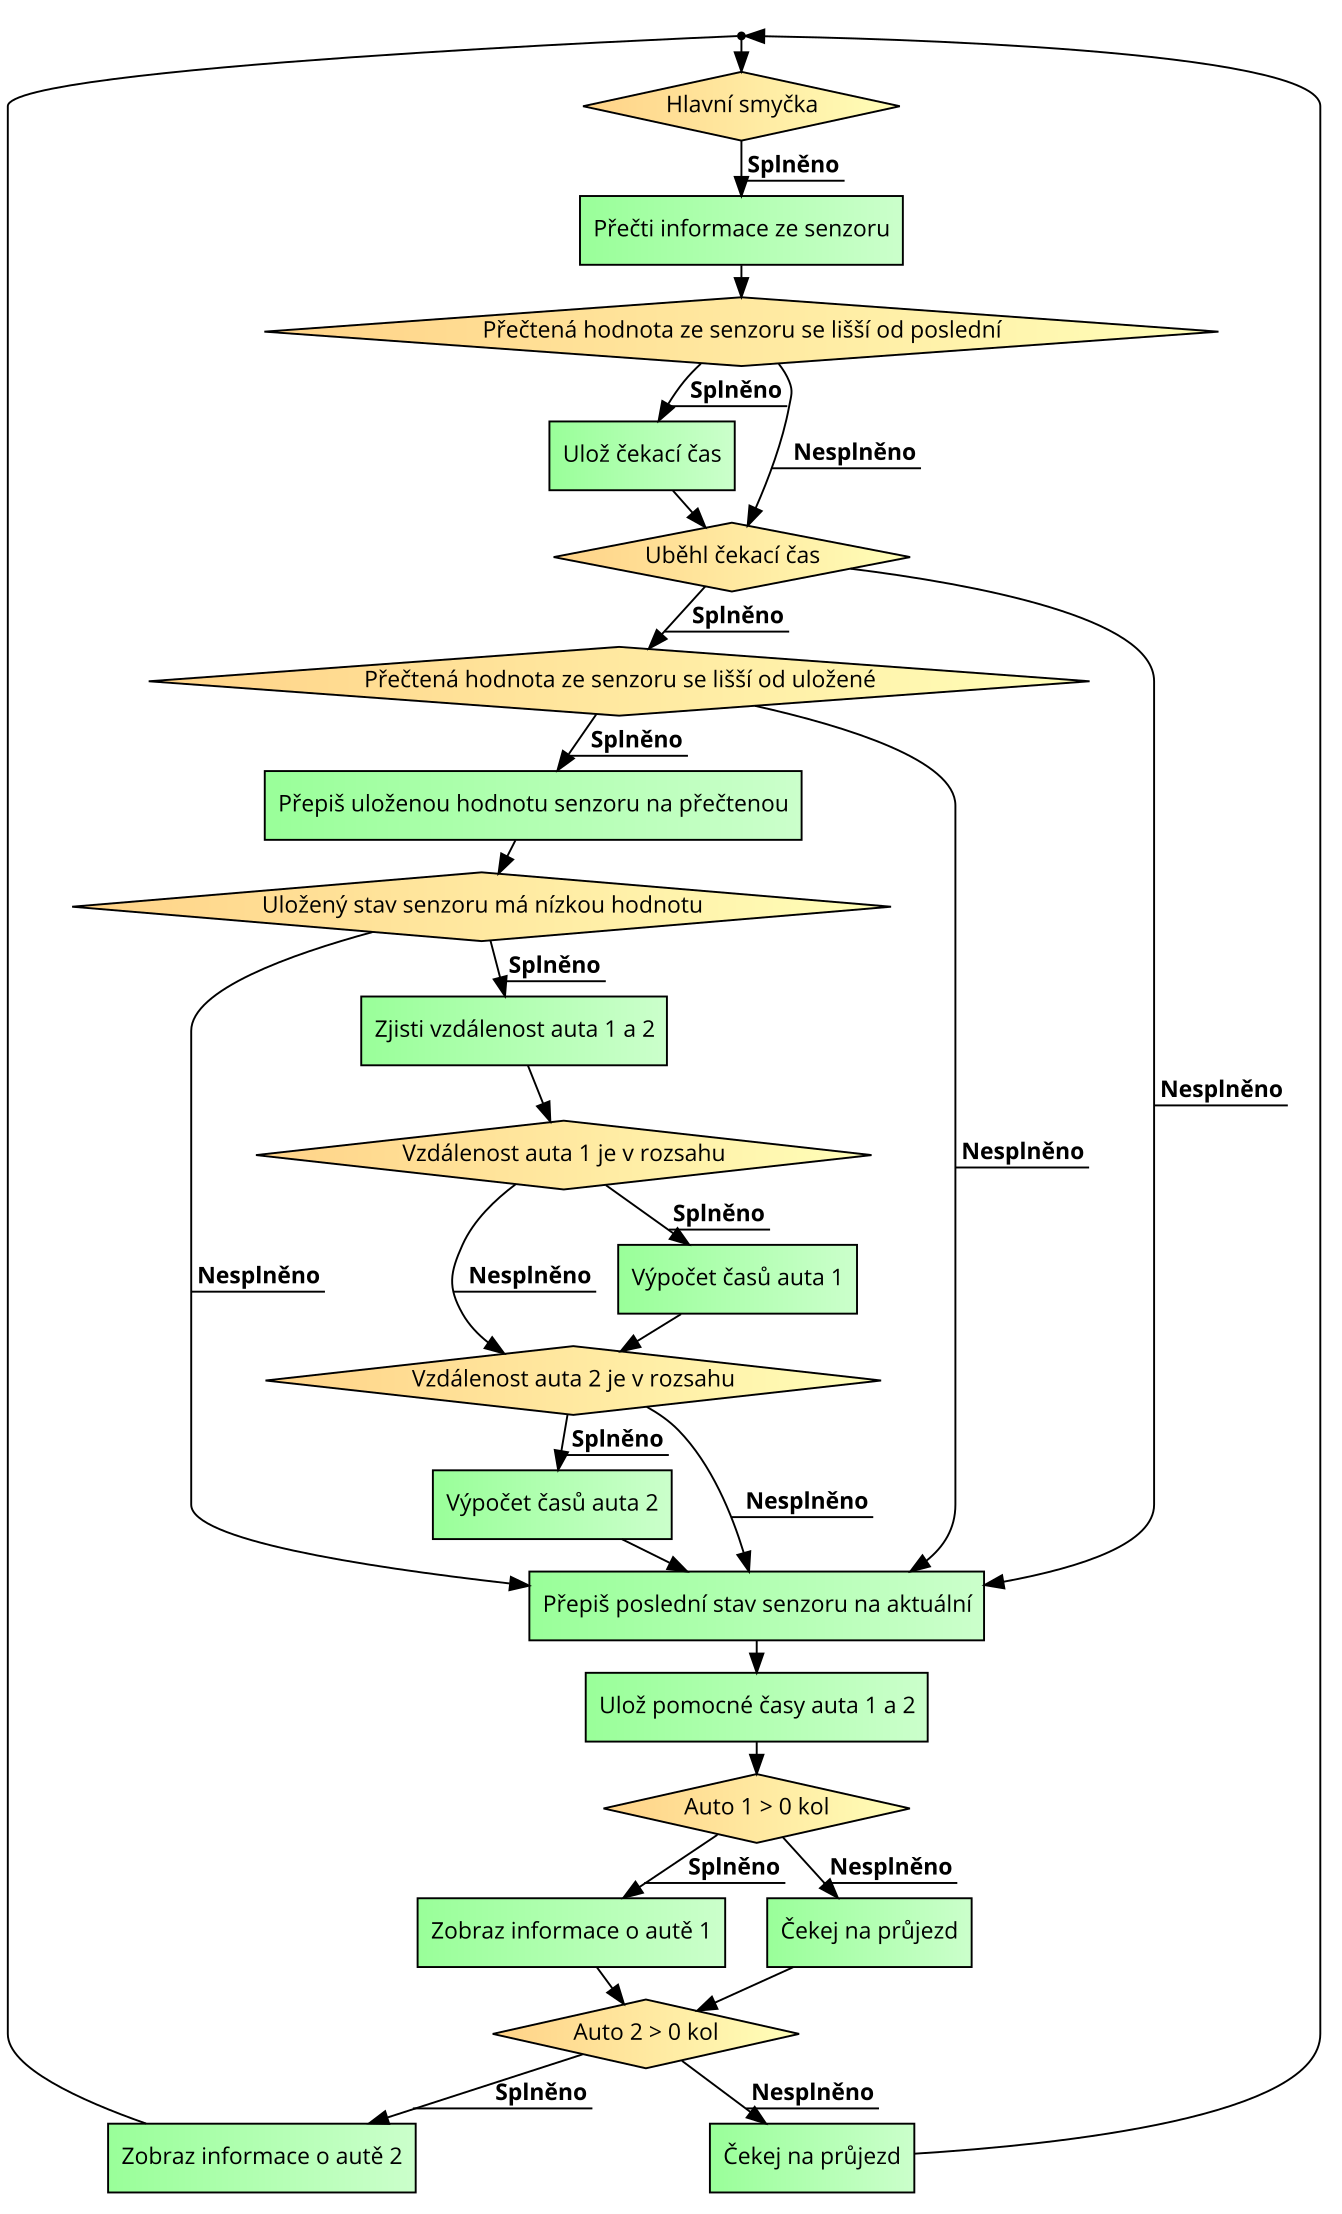 Hlavní smyčka
Splněno
Přečti informace ze senzoru
Přečtená hodnota ze senzoru se lišší od poslední
Splněno
Ulož čekací čas
Nesplněno
Uběhl čekací čas
Splněno
Přečtená hodnota ze senzoru se lišší od uložené
Splněno
Přepiš uloženou hodnotu senzoru na přečtenou
Uložený stav senzoru má nízkou hodnotu
Splněno
Zjisti vzdálenost auta 1 a 2
Nesplněno
Vzdálenost auta 1 je v rozsahu
Nesplněno
Splněno
Nesplněno
Nesplněno
Výpočet časů auta 1
Vzdálenost auta 2 je v rozsahu
Splněno
Výpočet časů auta 2
Nesplněno
Přepiš poslední stav senzoru na aktuální
Ulož pomocné časy auta 1 a 2
Auto 1 > 0 kol
Splněno
Nesplněno
Zobraz informace o autě 1
Čekej na průjezd
Auto 2 > 0 kol
Splněno
Nesplněno
Zobraz informace o autě 2
Čekej na průjezd